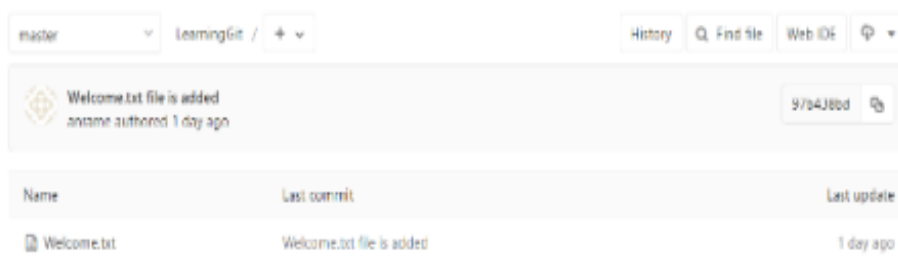 master LearningGit / + History Find file Web IDE
Welcome.txt file is added
authored 1 day ago
Name Last commit Last update
Welcome.txt Welcome.txt file is added 1 day ago